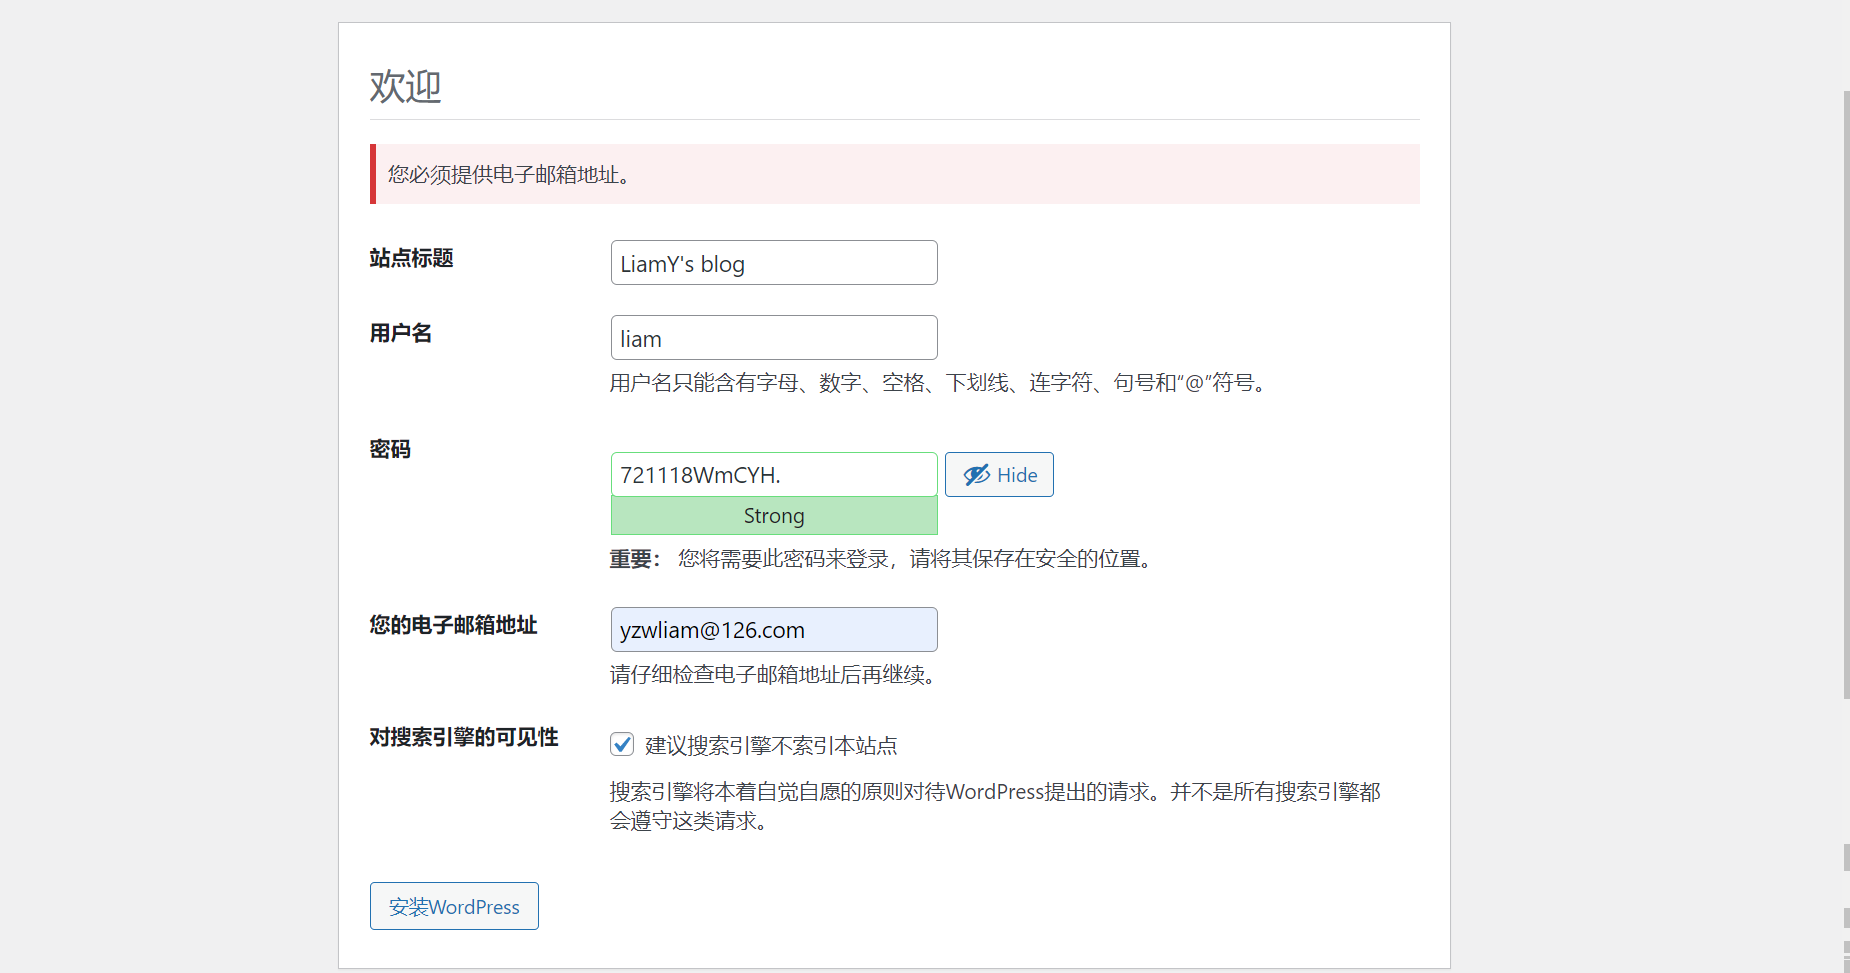 欢迎
您必须提供电子邮箱地址。
站点标题
LiamY's blog
用户名
liam
用户名只能含有字母、数字、空格、下划线、连字符、句号和“@”符号。
密码
721118WmCYH.
Hide
Strong
重要： 您将需要此密码来登录，请将其保存在安全的位置。
您的电子邮箱地址
yzwliam@126.com
请仔细检查电子邮箱地址后再继续。
对搜索引擎的可见性
建议搜索引擎不索引本站点
搜索引擎将本着自觉自愿的原则对待WordPress提出的请求。并不是所有搜索引擎都
会遵守这类请求。
安装WordPress